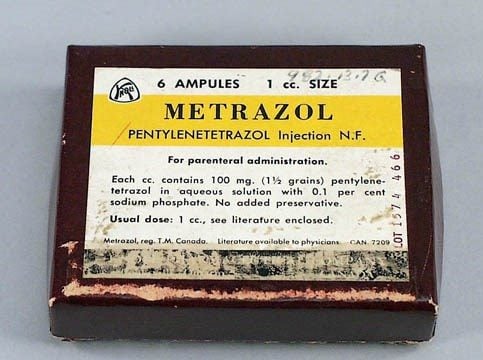 6 AMPULES 1 cc. SIZE
METRAZOL
PENTYLENETETRAZOL Injection N.F.
For parenteral administration.
Each cc. contains 100 mg. (1½ grains) pentylene-
tetrazol in aqueous solution with 0.1 per cent
sodium phosphate. No added preservative.
Usual dose: 1 cc., see literature enclosed.
Metrazol, reg. T.M. Canada. Literature available to physicians CAN. 7209
LOT 1574 466